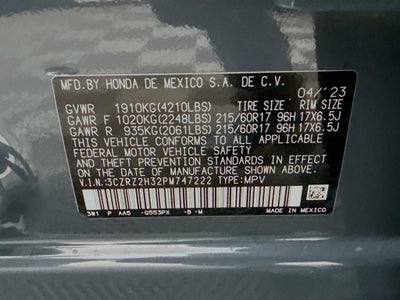 MFD.BY HONDA DE MEXICO S.A. DE C.V.
04/'23
GVWR 1910KG(4210LBS) TIRE SIZE RIM SIZE
GAWR F 1020KG(2248LBS) 215/60R17 96H 17X6.5J
GAWR R 935KG(2061LBS) 215/60R17 96H 17X6.5J
THIS VEHICLE CONFORMS TO ALL APPLICABLE
FEDERAL MOTOR VEHICLE SAFETY STANDARDS IN EFFECT
ON THE DATE OF MANUFACTURE SHOWN ABOVE.
V.I.N.:3CZRZ2H32PM747222 TYPE:MPV
3W1 P AA5 -G553PX -B -M MADE IN MEXICO